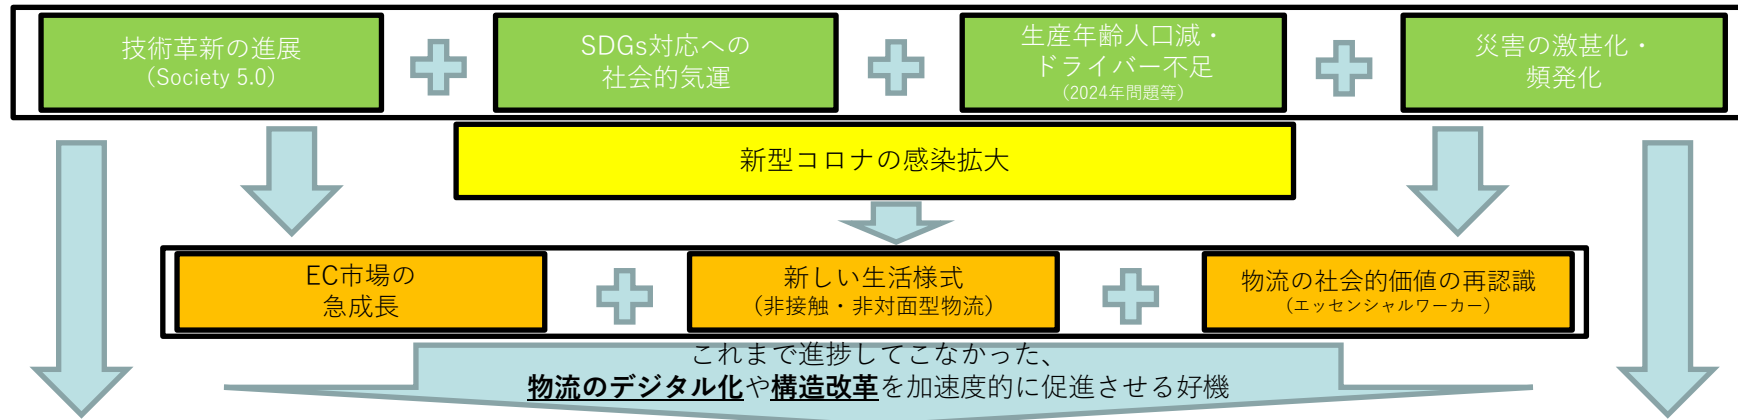 技術革新の進展
（Society 5.0）
SDGs対応への
社会的気運
生産年齢人口減・
ドライバー不足
（2024年問題等）
災害の激甚化・
頻発化
新型コロナの感染拡大
EC市場の
急成長
新しい生活様式
（非接触・非対面型物流）
物流の社会的価値の再認識
（エッセンシャルワーカー）
これまで進捗してこなかった、
物流のデジタル化や構造改革を加速度的に促進させる好機